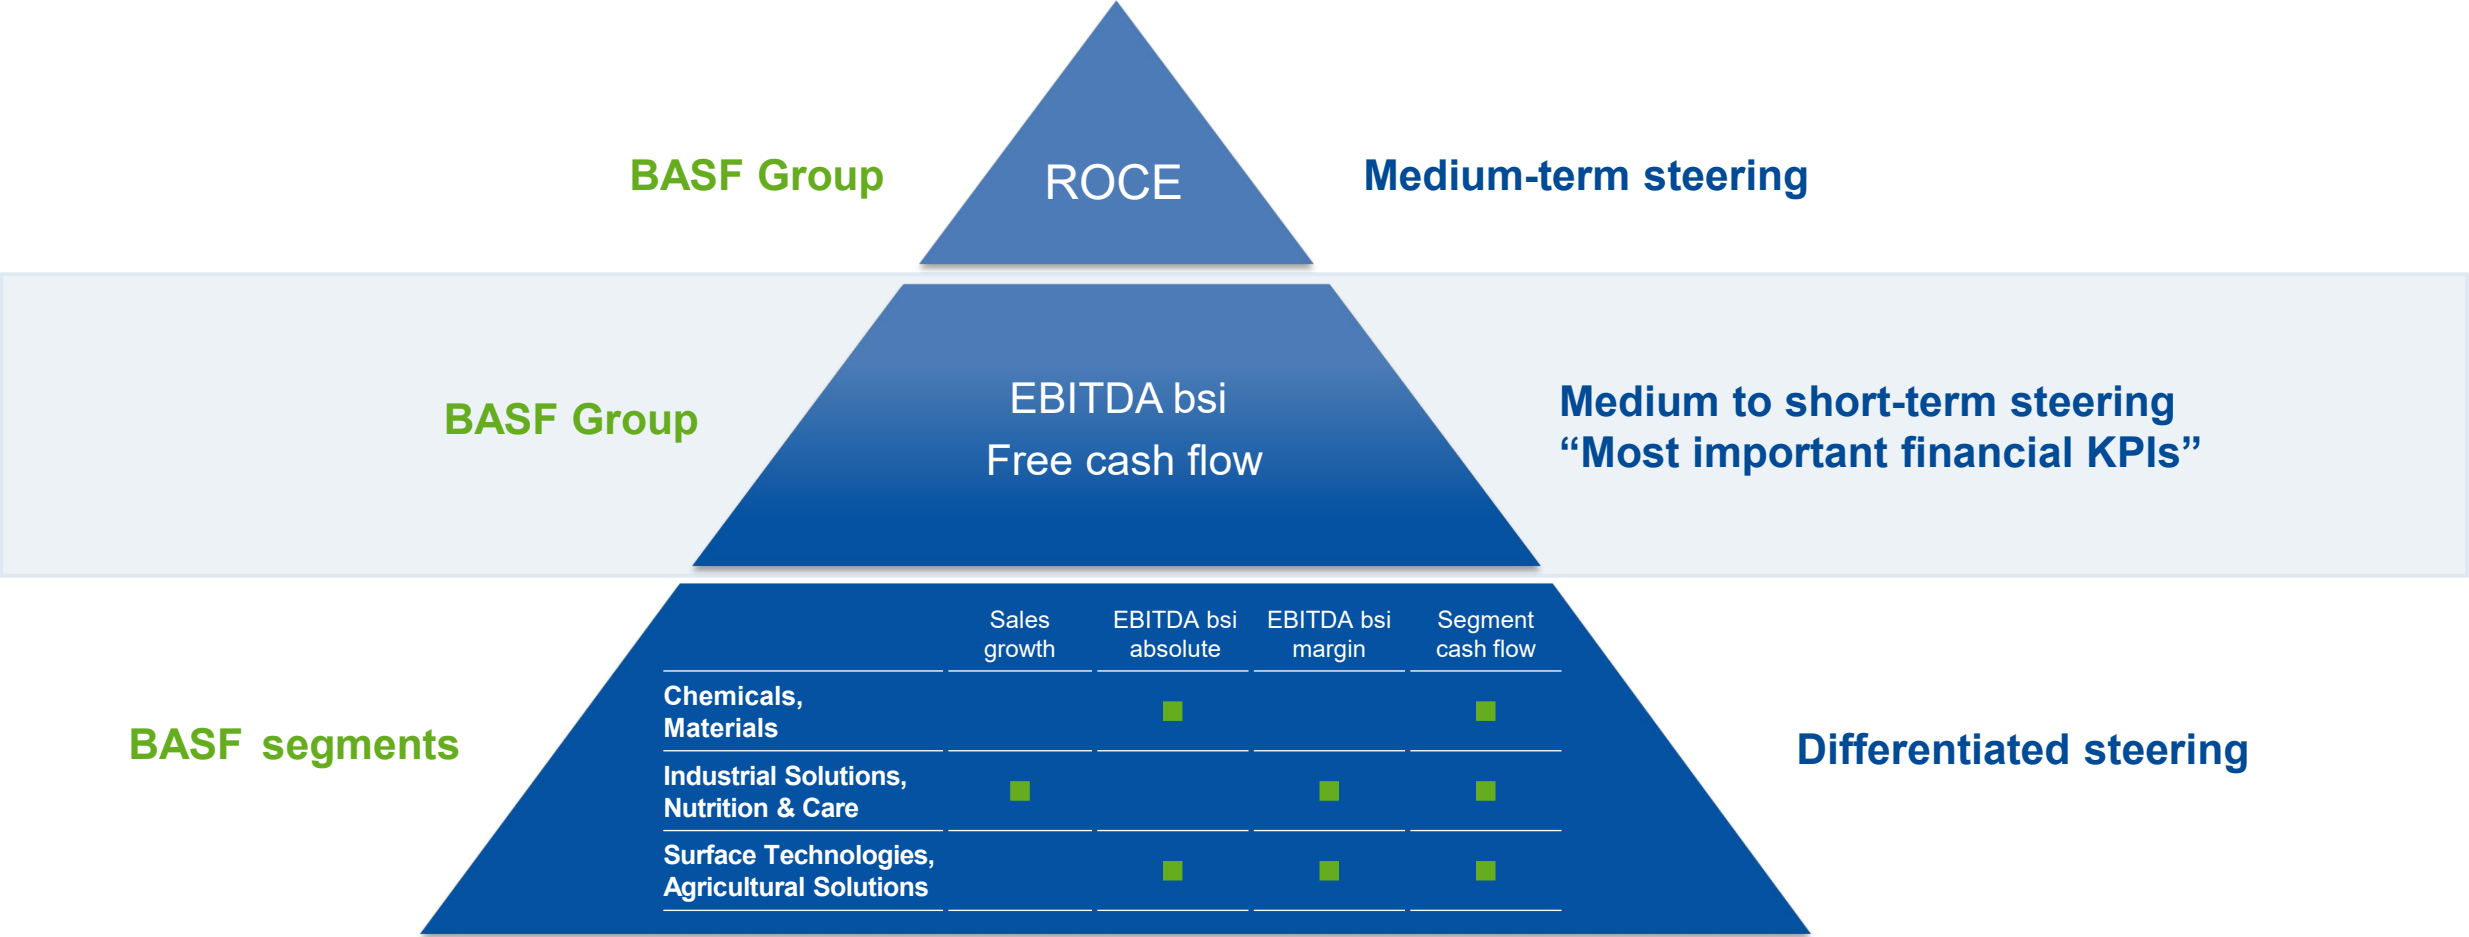 BASF Group
ROCE
Medium-term steering
BASF Group
EBITDA bsi
Free cash flow
Medium to short-term steering
“Most important financial KPIs”
BASF segments
Sales
growth
EBITDA bsi
absolute
EBITDA bsi
margin
Segment
cash flow
Chemicals,
Materials
Industrial Solutions,
Nutrition & Care
Surface Technologies,
Agricultural Solutions
Differentiated steering